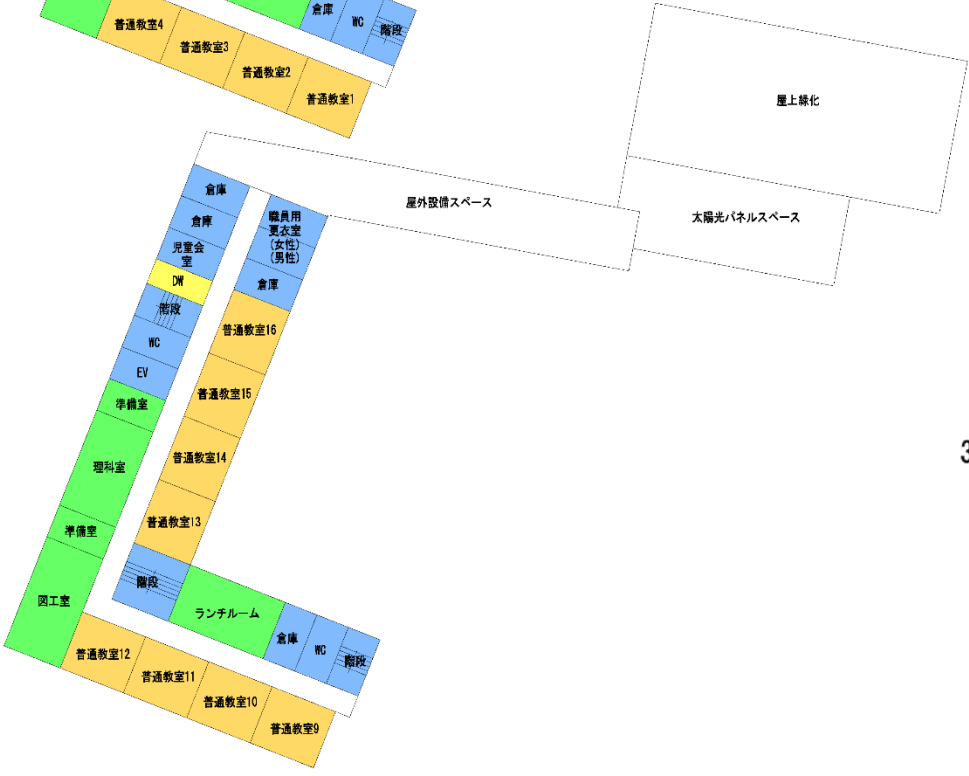 倉庫
WC
階段
普通教室4
普通教室3
普通教室2
普通教室1
屋上緑化
屋外設備スペース
太陽光パネルスペース
倉庫
倉庫
児童会
室
DW
階段
WC
EV
準備室
理科室
準備室
図工室
職員用
更衣室
(女性)
(男性)
倉庫
普通教室16
普通教室15
普通教室14
普通教室13
階段
ランチルーム
倉庫
WC
階段
普通教室12
普通教室11
普通教室10
普通教室9
3